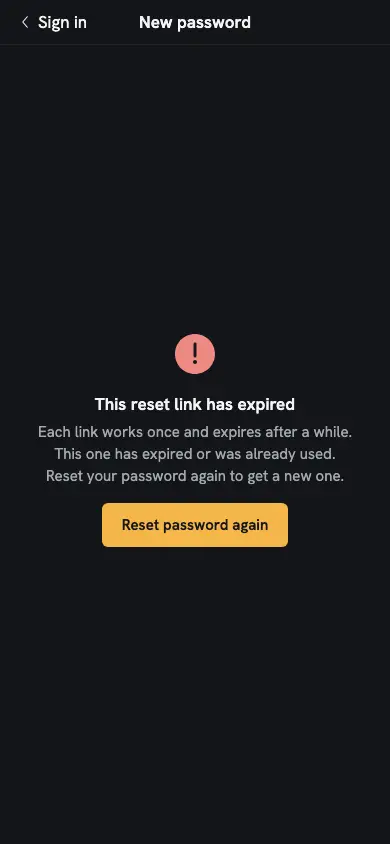 Sign in
New password
This reset link has expired
Each link works once and expires after a while.
This one has expired or was already used.
Reset your password again to get a new one.
Reset password again